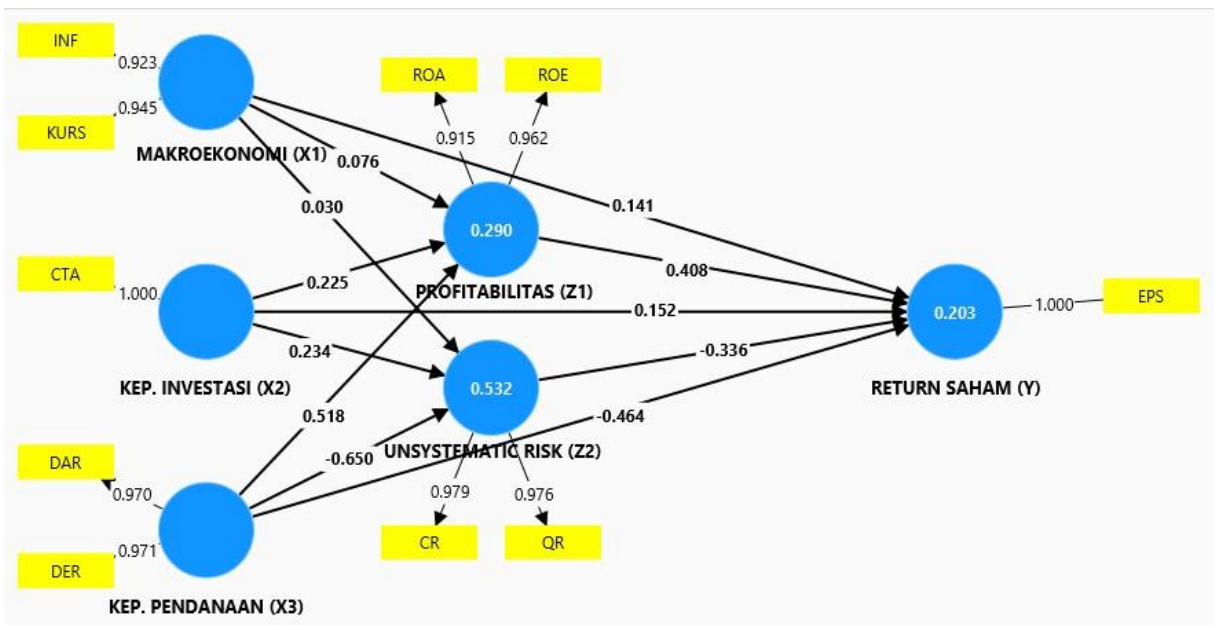 INF
0.923
0.945
KURS
MAKROEKONOMI (X1)
ROA
ROE
0.915
0.962
0.076
0.030
0.141
0.290
PROFITABILITAS (Z1)
0.408
CTA
1.000
0.225
0.152
0.234
KEP. INVESTASI (X2)
0.203
1.000
EPS
RETURN SAHAM (Y)
-0.336
0.532
0.518
-0.464
-0.650
UNSYSTEMATIC RISK (Z2)
DAR
0.970
0.971
DER
0.979
0.976
CR
QR
KEP. PENDANAAN (X3)